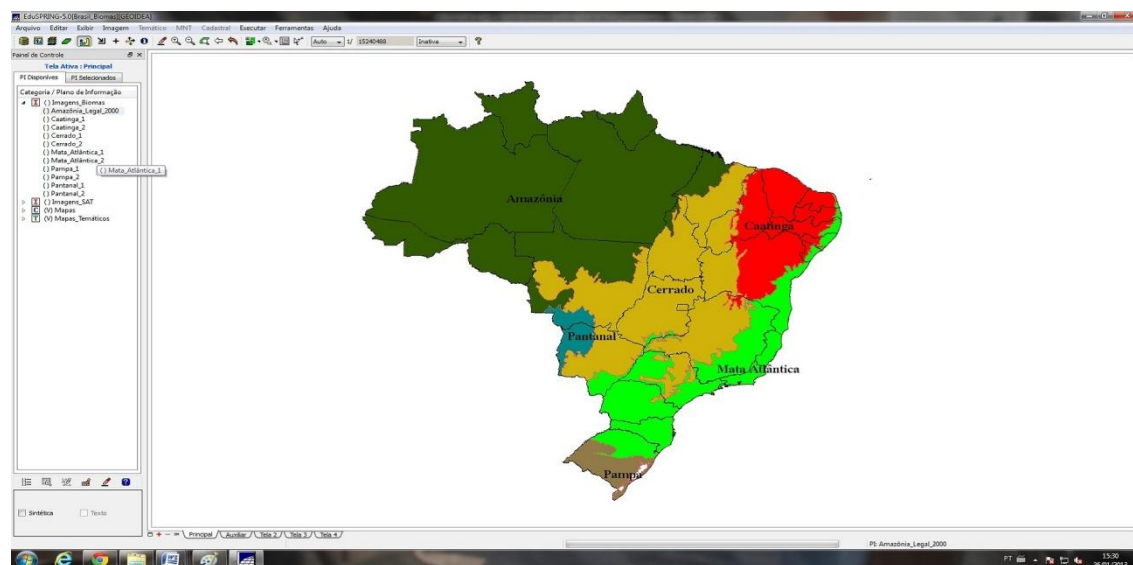 EduSPRING-5.0[Brasil_Biomas][GEOIDEA]
Arquivo Editar Exibir Imagem Temático MNT Cadastral Executar Ferramentas Ajuda
Auto 1/ 15240488 Inativa
Painel de Controle
Tela Ativa : Principal
PI Disponíveis PI Selecionados
Categoria / Plano de Informação
( ) Imagens_Biomas
( ) Amazônia_Legal_2000
( ) Caatinga_1
( ) Caatinga_2
( ) Cerrado_1
( ) Cerrado_2
( ) Mata_Atlântica_1
( ) Mata_Atlântica_2
( ) Pampa_1
( ) Mata_Atlântica_1
( ) Pampa_2
( ) Pantanal_1
( ) Pantanal_2
( ) Imagens_SAT
(V) Mapas
(V) Mapas_Temáticos
Amazônia
Caatinga
Cerrado
Pantanal
Mata Atlântica
Pampa
Sintética Texto
Principal Auxiliar Tela 2 Tela 3 Tela 4
PI: Amazônia_Legal_2000
PT 15:30
26/01/2013